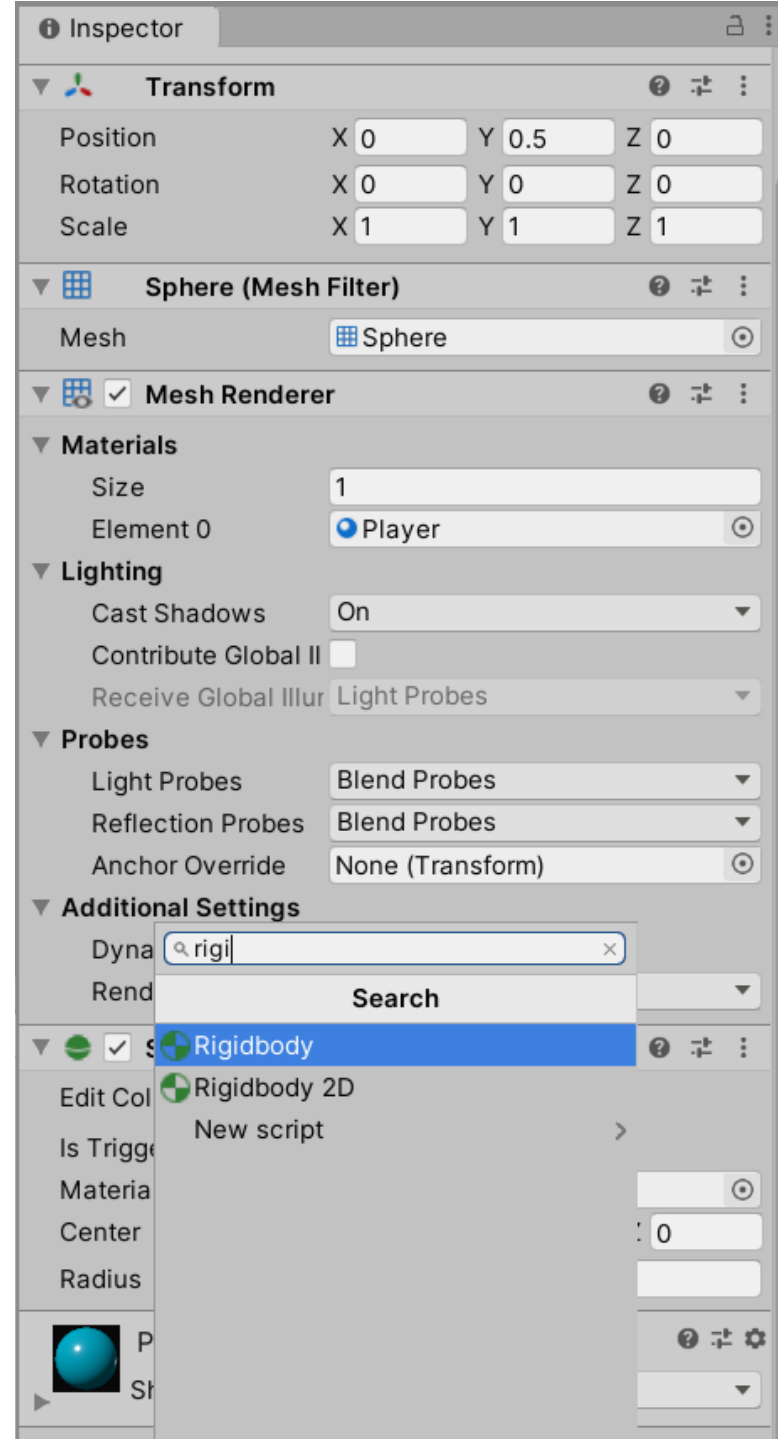 Inspector
Transform
Position X 0 Y 0.5 Z 0
Rotation X 0 Y 0 Z 0
Scale X 1 Y 1 Z 1
Sphere (Mesh Filter)
Mesh Sphere
Mesh Renderer
Materials
Size 1
Element 0 Player
Lighting
Cast Shadows On
Contribute Global Il
Receive Global Illur Light Probes
Probes
Light Probes Blend Probes
Reflection Probes Blend Probes
Anchor Override None (Transform)
Additional Settings
Dyna rigi
Rend Search
S Rigidbody
Edit Col Rigidbody 2D
Is Trigge New script
Materia
Center 0
Radius
P
Sh